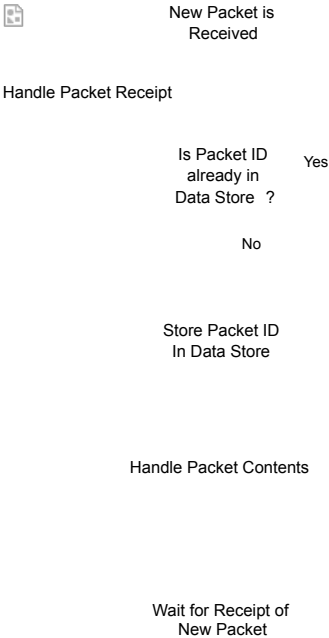 New Packet is
Received
Handle Packet Receipt
Is Packet ID
already in
Data Store ?
Yes
No
Store Packet ID
In Data Store
Handle Packet Contents
Wait for Receipt of
New Packet